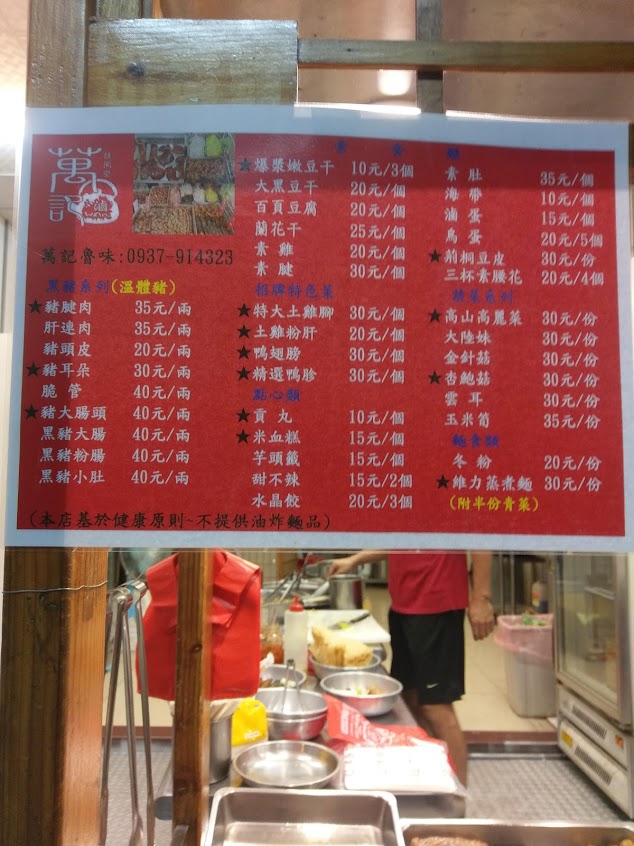 萬
記
滷
萬記魯味:0937-914323
黑豬系列(溫體豬)
★豬腱肉 35元/兩
肝連肉 35元/兩
豬頭皮 20元/兩
★豬耳朵 30元/兩
脆管 40元/兩
★豬大腸頭 40元/兩
黑豬大腸 40元/兩
黑豬粉腸 40元/兩
黑豬小肚 40元/兩
(本店基於健康原則~不提供油炸麵品)
素食類
★爆漿嫩豆干 10元/3個
大黑豆干 20元/個
百頁豆腐 20元/個
蘭花干 25元/個
素雞 20元/個
素腱 30元/個
招牌特色菜
★特大土雞腳 30元/個
★土雞粉肝 20元/個
★鴨翅膀 30元/個
★精選鴨胗 30元/個
點心類
★貢丸 10元/個
★米血糕 15元/個
芋頭籤 15元/個
甜不辣 15元/2個
水晶餃 20元/3個
素肚 35元/個
海帶 10元/個
滷蛋 15元/個
鳥蛋 20元/5個
★前桐豆皮 30元/份
三杯素腰花 20元/4個
蔬菜系列
★高山高麗菜 30元/份
大陸妹 30元/份
金針菇 30元/份
★杏鮑菇 30元/份
雲耳 30元/份
玉米筍 35元/份
麵食類
冬粉 20元/份
★維力蒸煮麵 30元/份
(附半份青菜)